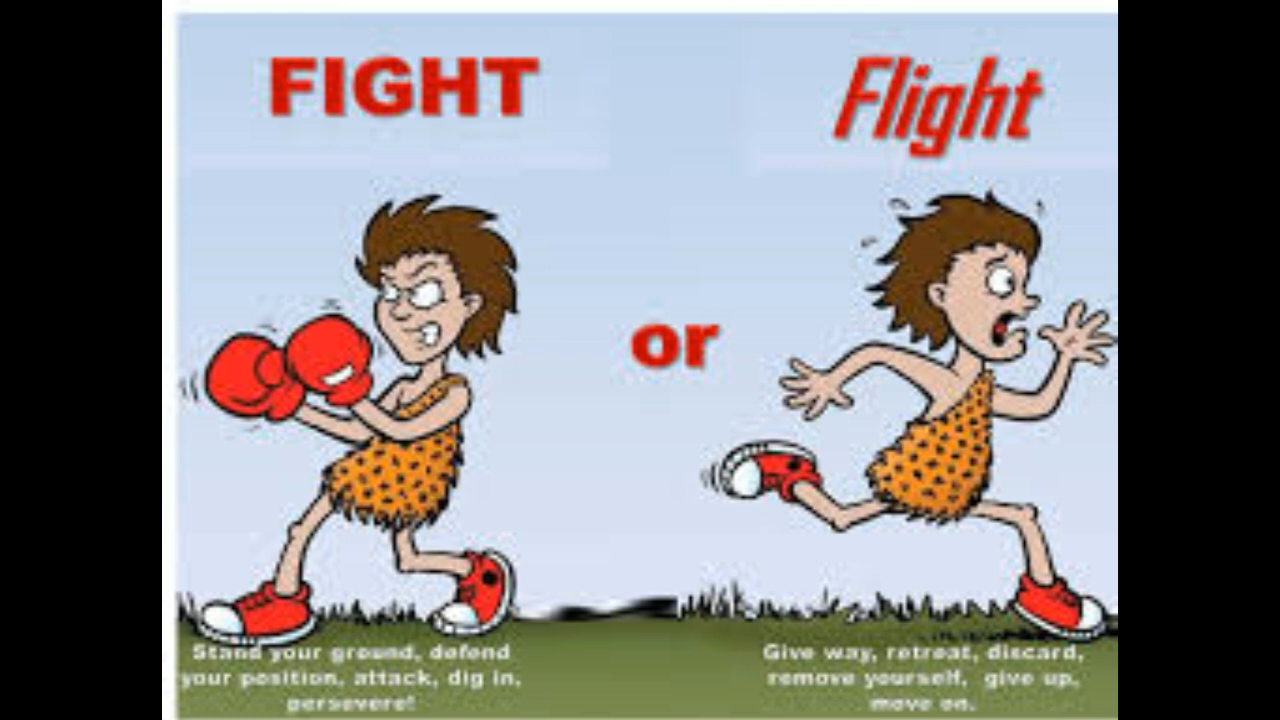 FIGHT
Flight
or
Stand your ground, defend
your position, attack, dig in,
persevere!
Give way, retreat, discard,
remove yourself, give up,
move on.